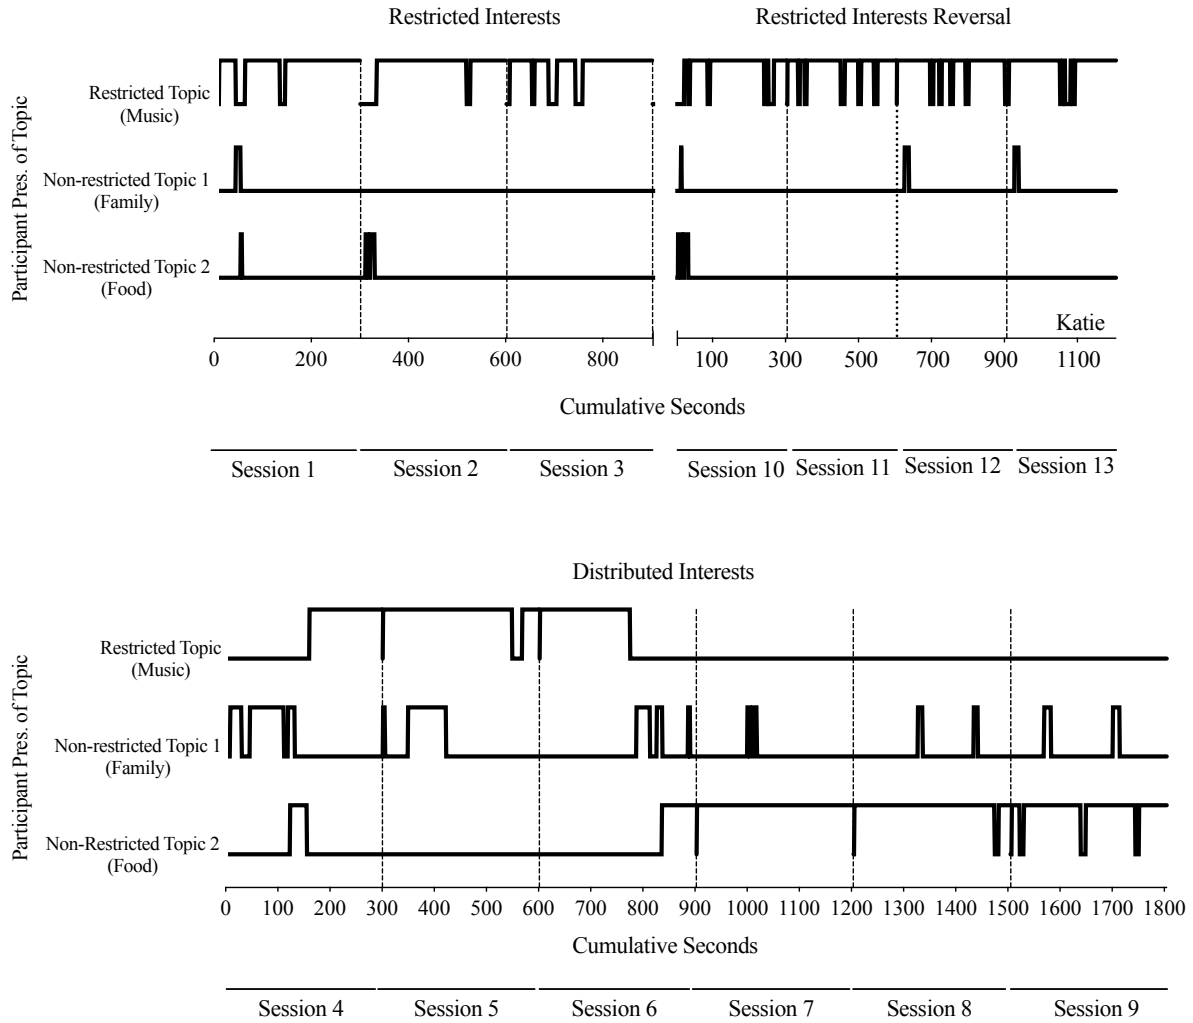 Restricted Interests
Restricted Interests Reversal
Participant Pres. of Topic
Restricted Topic
(Music)
Non-restricted Topic 1
(Family)
Non-restricted Topic 2
(Food)
Katie
0 200 400 600 800
100 300 500 700 900 1100
Cumulative Seconds
Session 1 Session 2 Session 3 Session 10 Session 11 Session 12 Session 13
Distributed Interests
Participant Pres. of Topic
Restricted Topic
(Music)
Non-restricted Topic 1
(Family)
Non-Restricted Topic 2
(Food)
0 100 200 300 400 500 600 700 800 900 1000 1100 1200 1300 1400 1500 1600 1700 1800
Cumulative Seconds
Session 4 Session 5 Session 6 Session 7 Session 8 Session 9